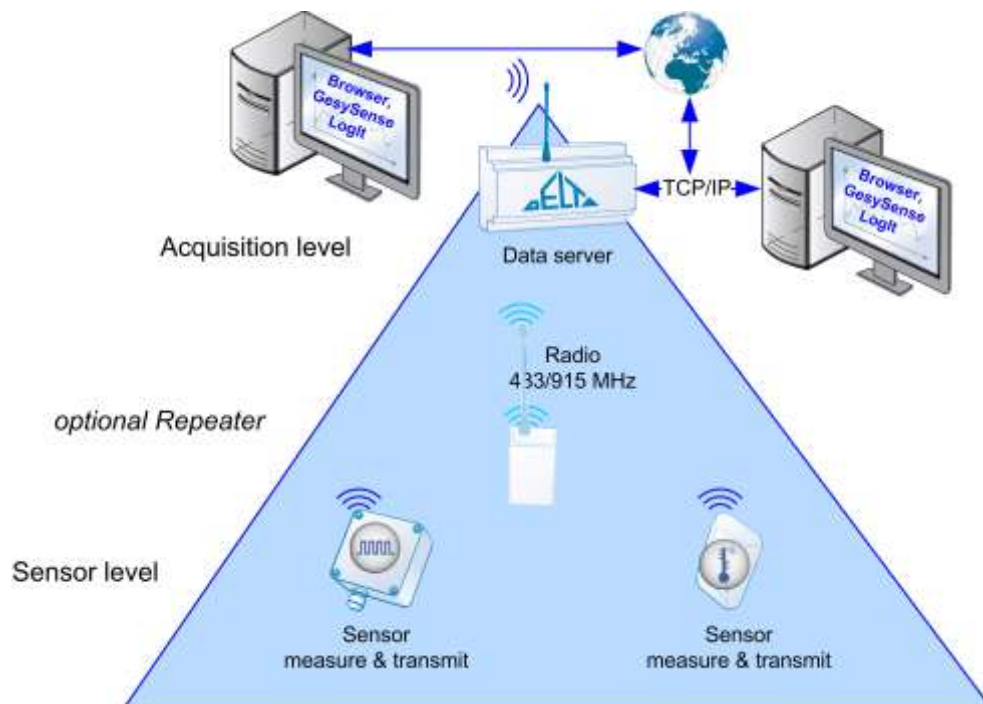 Browser,
GesySense
LogIt
DELTA
TCP/IP
Browser,
GesySense
LogIt
Acquisition level
Data server
Radio
433/915 MHz
optional Repeater
Sensor level
Sensor
measure & transmit
Sensor
measure & transmit